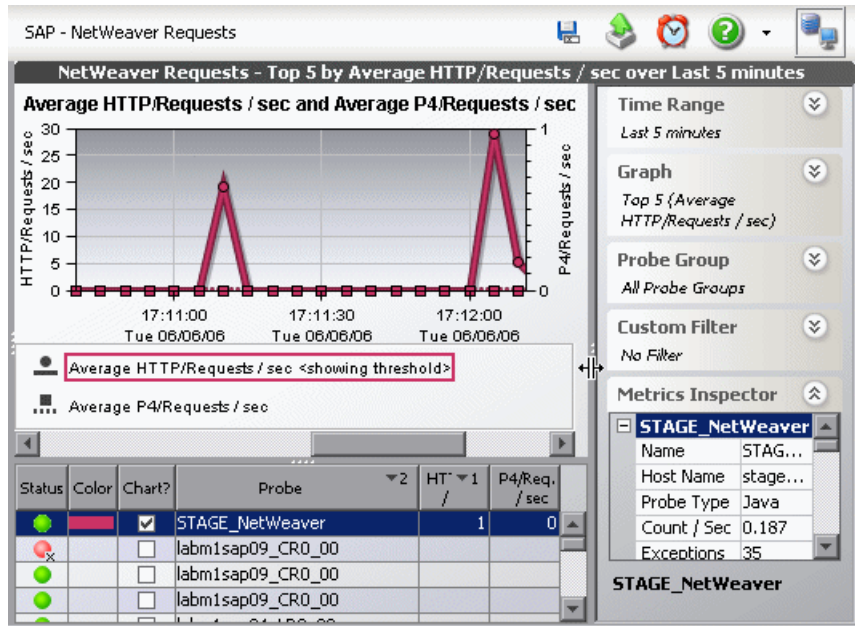 SAP - NetWeaver Requests
NetWeaver Requests - Top 5 by Average HTTP/Requests / sec over Last 5 minutes
Average HTTP/Requests / sec and Average P4/Requests / sec
HTTP/Requests / sec
30
25
20
15
10
5
0
1
0
P4/Requests / sec
17:11:00 17:11:30 17:12:00
Tue 06/06/06 Tue 06/06/06 Tue 06/06/06
Average HTTP/Requests / sec <showing threshold>
Average P4/Requests / sec
Status Color Chart? Probe 2 HT 1 P4/Req.
/ / sec
STAGE_NetWeaver 1 0
labm1sap09_CR0_00
labm1sap09_CR0_00
labm1sap09_CR0_00
Time Range
Last 5 minutes
Graph
Top 5 (Average
HTTP/Requests / sec)
Probe Group
All Probe Groups
Custom Filter
No Filter
Metrics Inspector
STAGE_NetWeaver
Name STAG...
Host Name stage...
Probe Type Java
Count / Sec 0.187
Exceptions 35
STAGE_NetWeaver